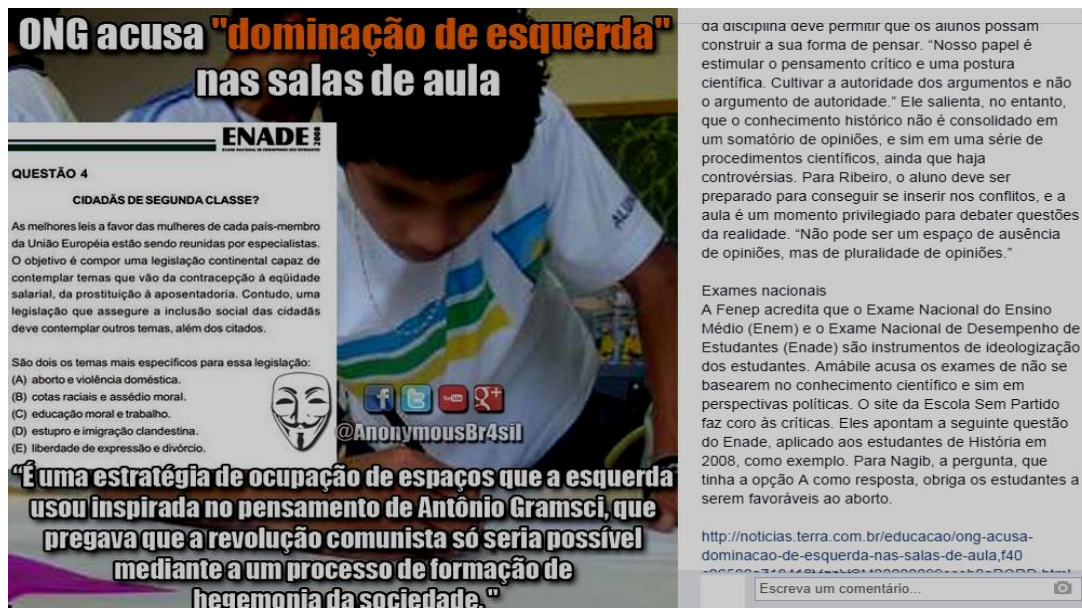 ONG acusa "dominação de esquerda"
nas salas de aula
ENADE 2008
EXAME NACIONAL DE DESEMPENHO DOS ESTUDANTES
QUESTÃO 4
CIDADÃS DE SEGUNDA CLASSE?
As melhores leis a favor das mulheres de cada país-membro
da União Européia estão sendo reunidas por especialistas.
O objetivo é compor uma legislação continental capaz de
contemplar temas que vão da contracepção à eqüidade
salarial, da prostituição à aposentadoria. Contudo, uma
legislação que assegure a inclusão social das cidadãs
deve contemplar outros temas, além dos citados.
São dois os temas mais específicos para essa legislação:
(A) aborto e violência doméstica.
(B) cotas raciais e assédio moral.
(C) educação moral e trabalho.
(D) estupro e imigração clandestina.
(E) liberdade de expressão e divórcio.
@AnonymousBr4sil
"É uma estratégia de ocupação de espaços que a esquerda
usou inspirada no pensamento de António Gramsci, que
pregava que a revolução comunista só seria possível
mediante a um processo de formação de
hegemonia da sociedade. "
da disciplina deve permitir que os alunos possam
construir a sua forma de pensar. “Nosso papel é
estimular o pensamento crítico e uma postura
científica. Cultivar a autoridade dos argumentos e não
o argumento de autoridade.” Ele salienta, no entanto,
que o conhecimento histórico não é consolidado em
um somatório de opiniões, e sim em uma série de
procedimentos científicos, ainda que haja
controvérsias. Para Ribeiro, o aluno deve ser
preparado para conseguir se inserir nos conflitos, e a
aula é um momento privilegiado para debater questões
da realidade. “Não pode ser um espaço de ausência
de opiniões, mas de pluralidade de opiniões.”
Exames nacionais
A Fenep acredita que o Exame Nacional do Ensino
Médio (Enem) e o Exame Nacional de Desempenho de
Estudantes (Enade) são instrumentos de ideologização
dos estudantes. Amábile acusa os exames de não se
basearem no conhecimento científico e sim em
perspectivas políticas. O site da Escola Sem Partido
faz coro às críticas. Eles apontam a seguinte questão
do Enade, aplicado aos estudantes de História em
2008, como exemplo. Para Nagib, a pergunta, que
tinha a opção A como resposta, obriga os estudantes a
serem favoráveis ao aborto.
http://noticias.terra.com.br/educacao/ong-acusa-
dominacao-de-esquerda-nas-salas-de-aula,f40
Escreva um comentário...